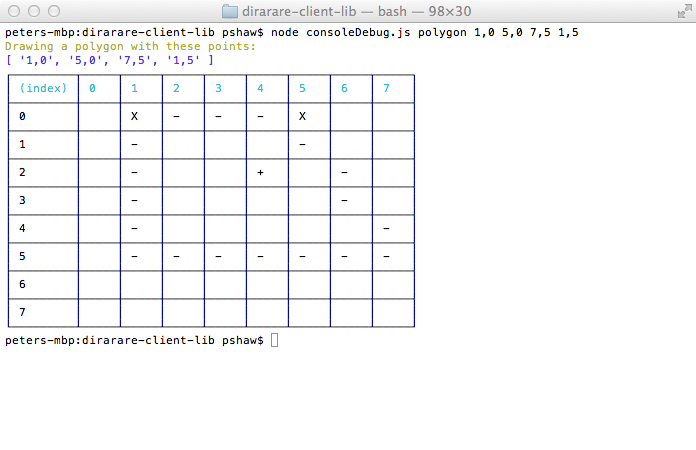 dirarare-client-lib — bash — 98×30
peters-mbp:dirarare-client-lib pshaw$ node consoleDebug.js polygon 1,0 5,0 7,5 1,5
Drawing a polygon with these points:
[ '1,0', '5,0', '7,5', '1,5' ]
(index) 0 1 2 3 4 5 6 7
0 X – – – X
1 – –
2 – + –
3 – –
4 – –
5 – – – – – – –
6
7
peters-mbp:dirarare-client-lib pshaw$